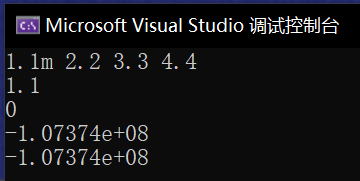 Microsoft Visual Studio 调试控制台
1.1m 2.2 3.3 4.4
1.1
0
-1.07374e+08
-1.07374e+08